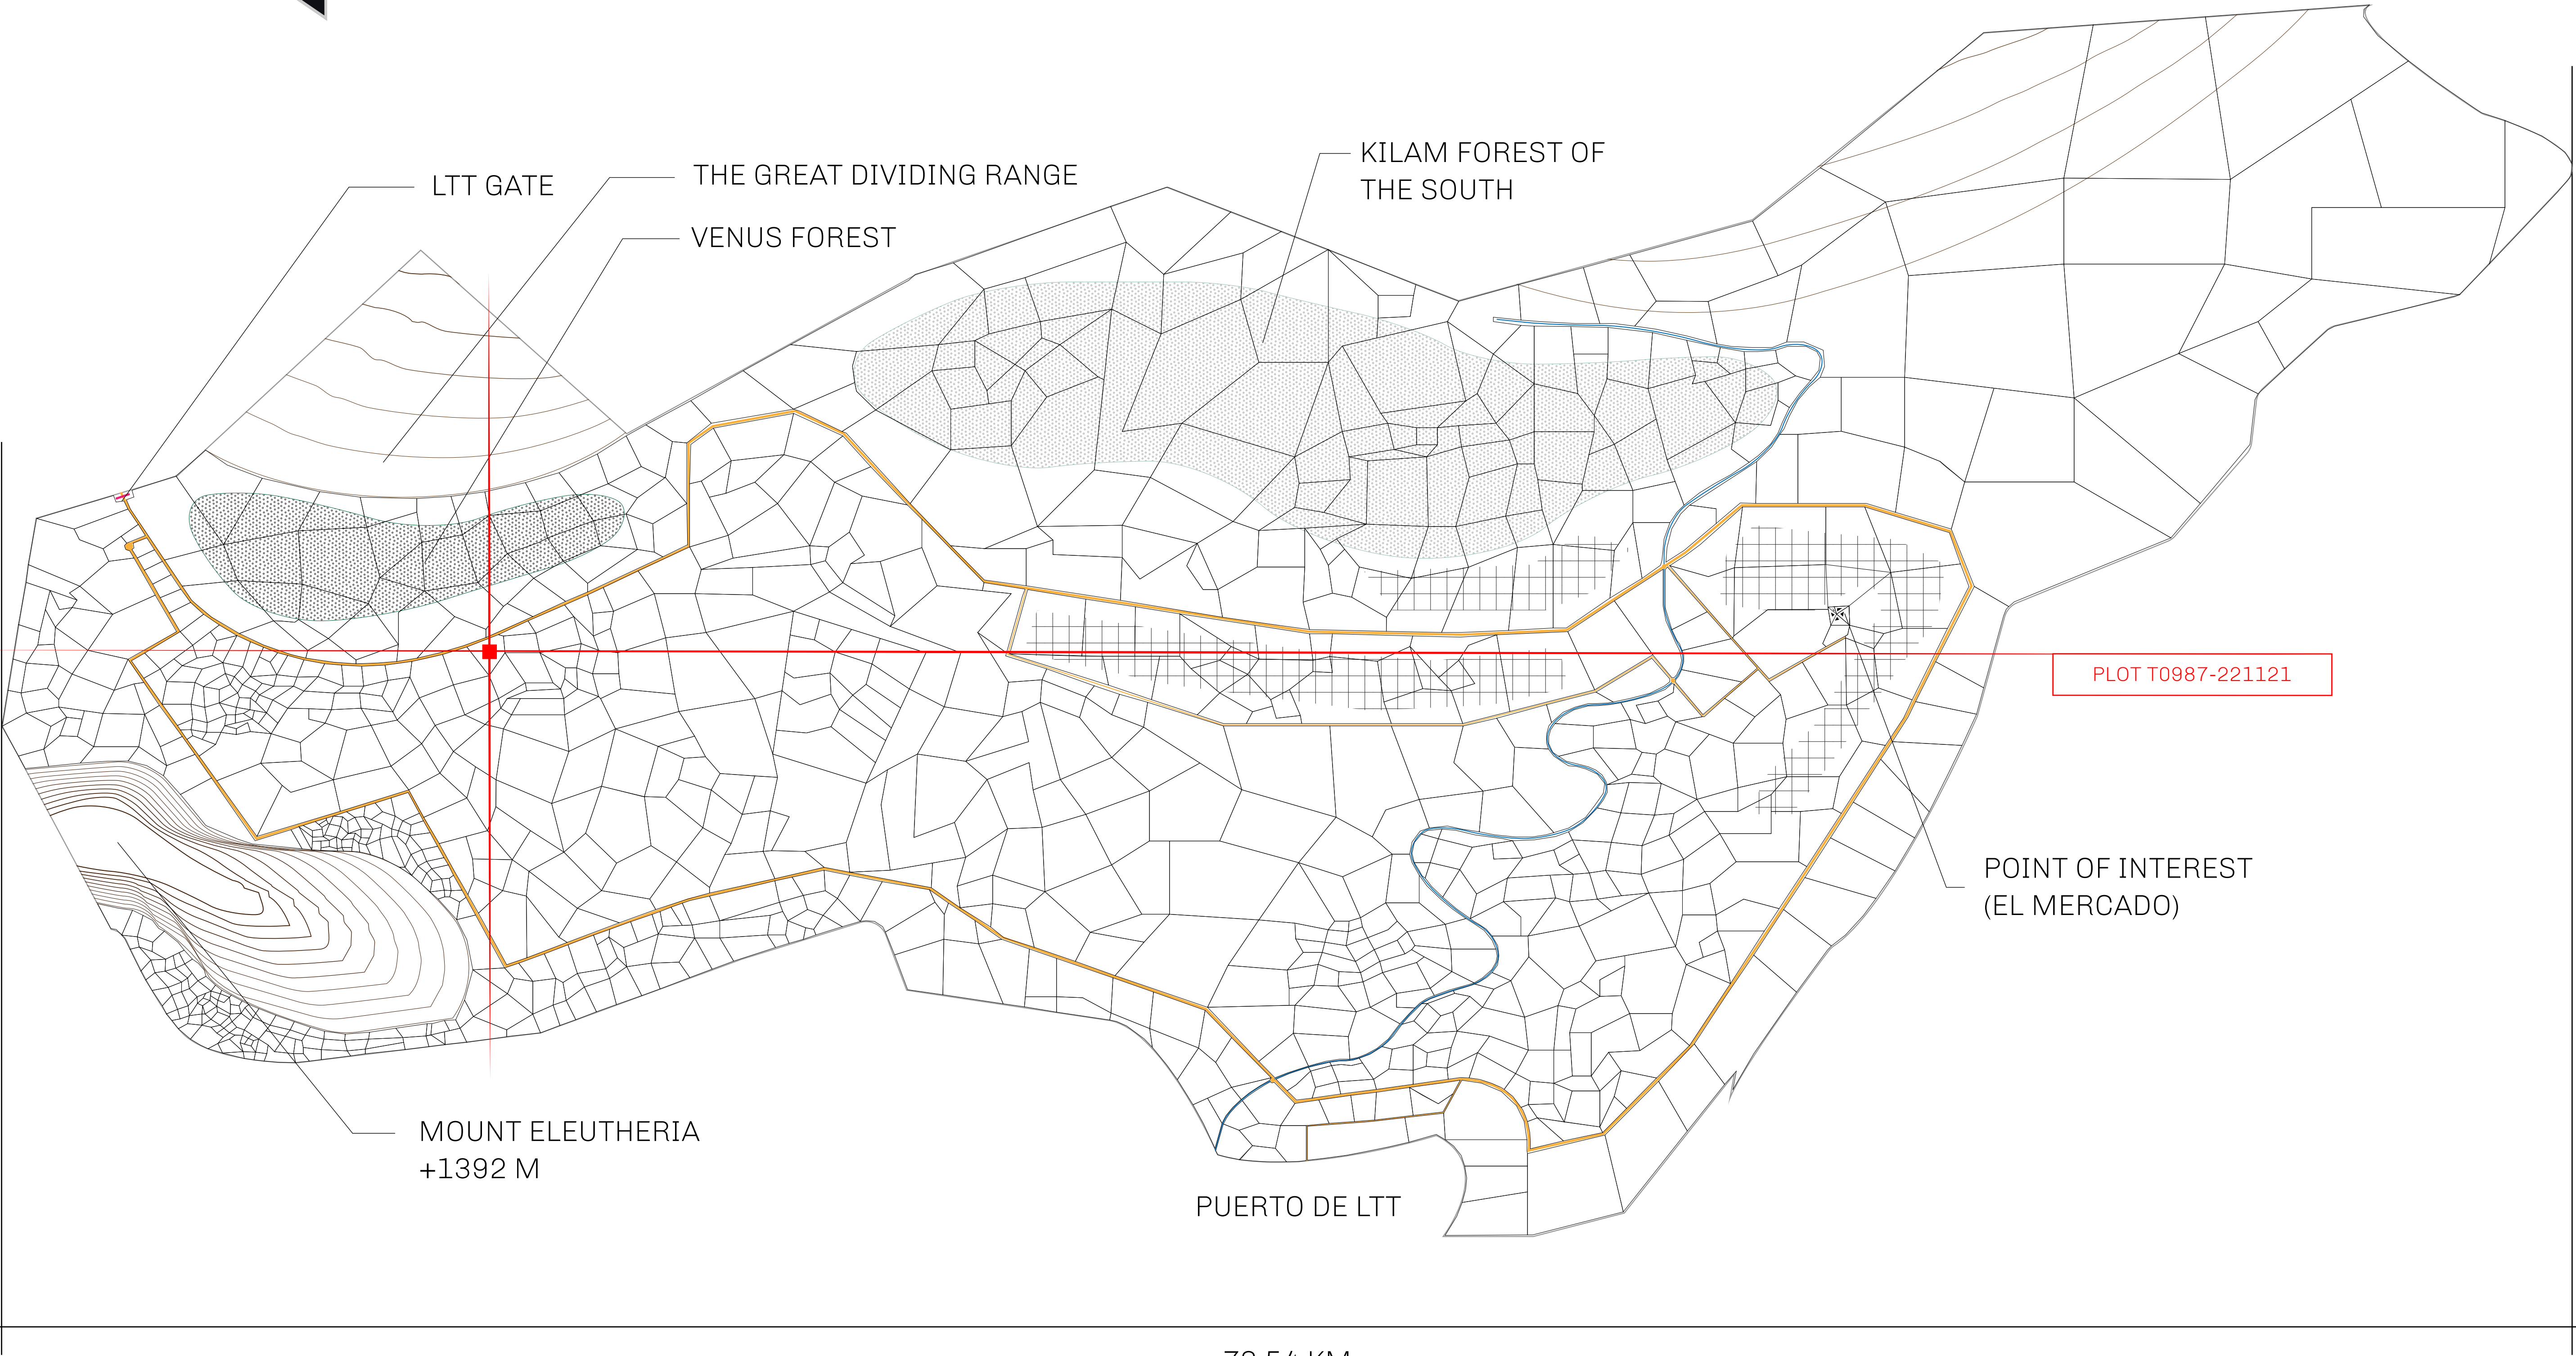 LTT GATE
THE GREAT DIVIDING RANGE
VENUS FOREST
KILAM FOREST OF
THE SOUTH
PLOT T0987-221121
POINT OF INTEREST
(EL MERCADO)
MOUNT ELEUTHERIA
+1392 M
PUERTO DE LTT
KM